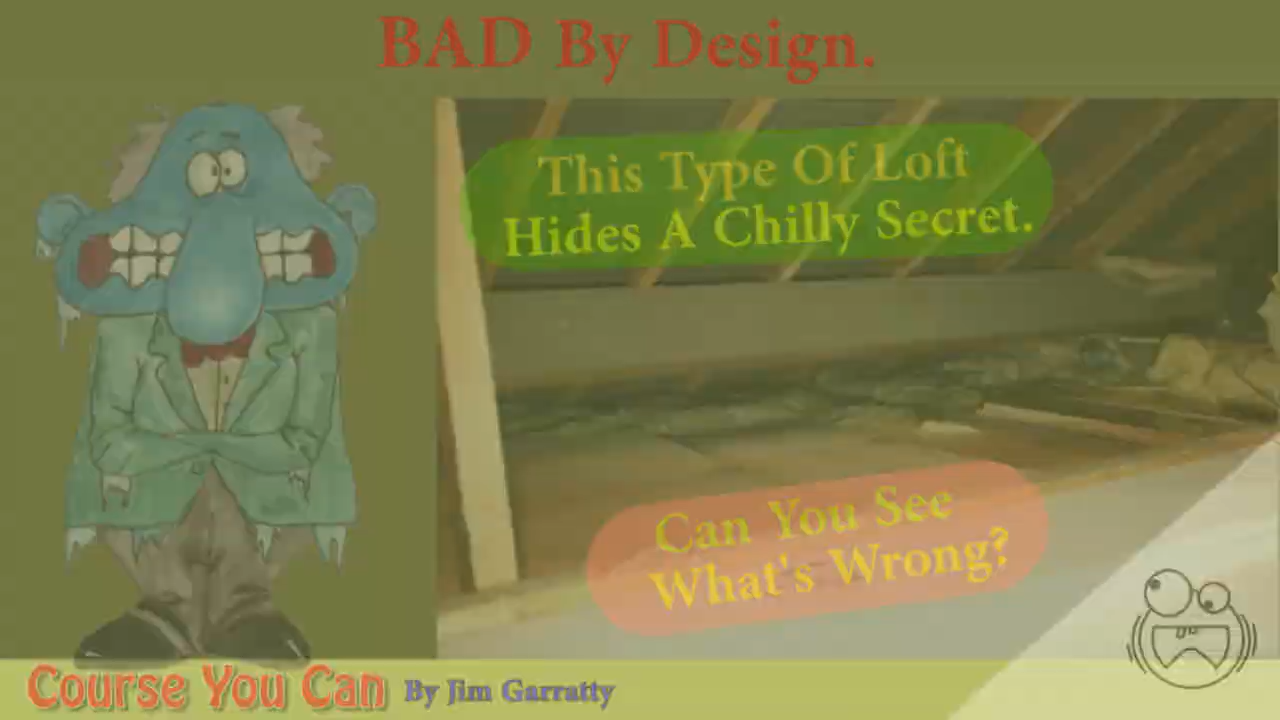 BAD By Design.
This Type Of Loft
Hides A Chilly Secret.
Can You See
What's Wrong?
Course You Can By Jim Garratty